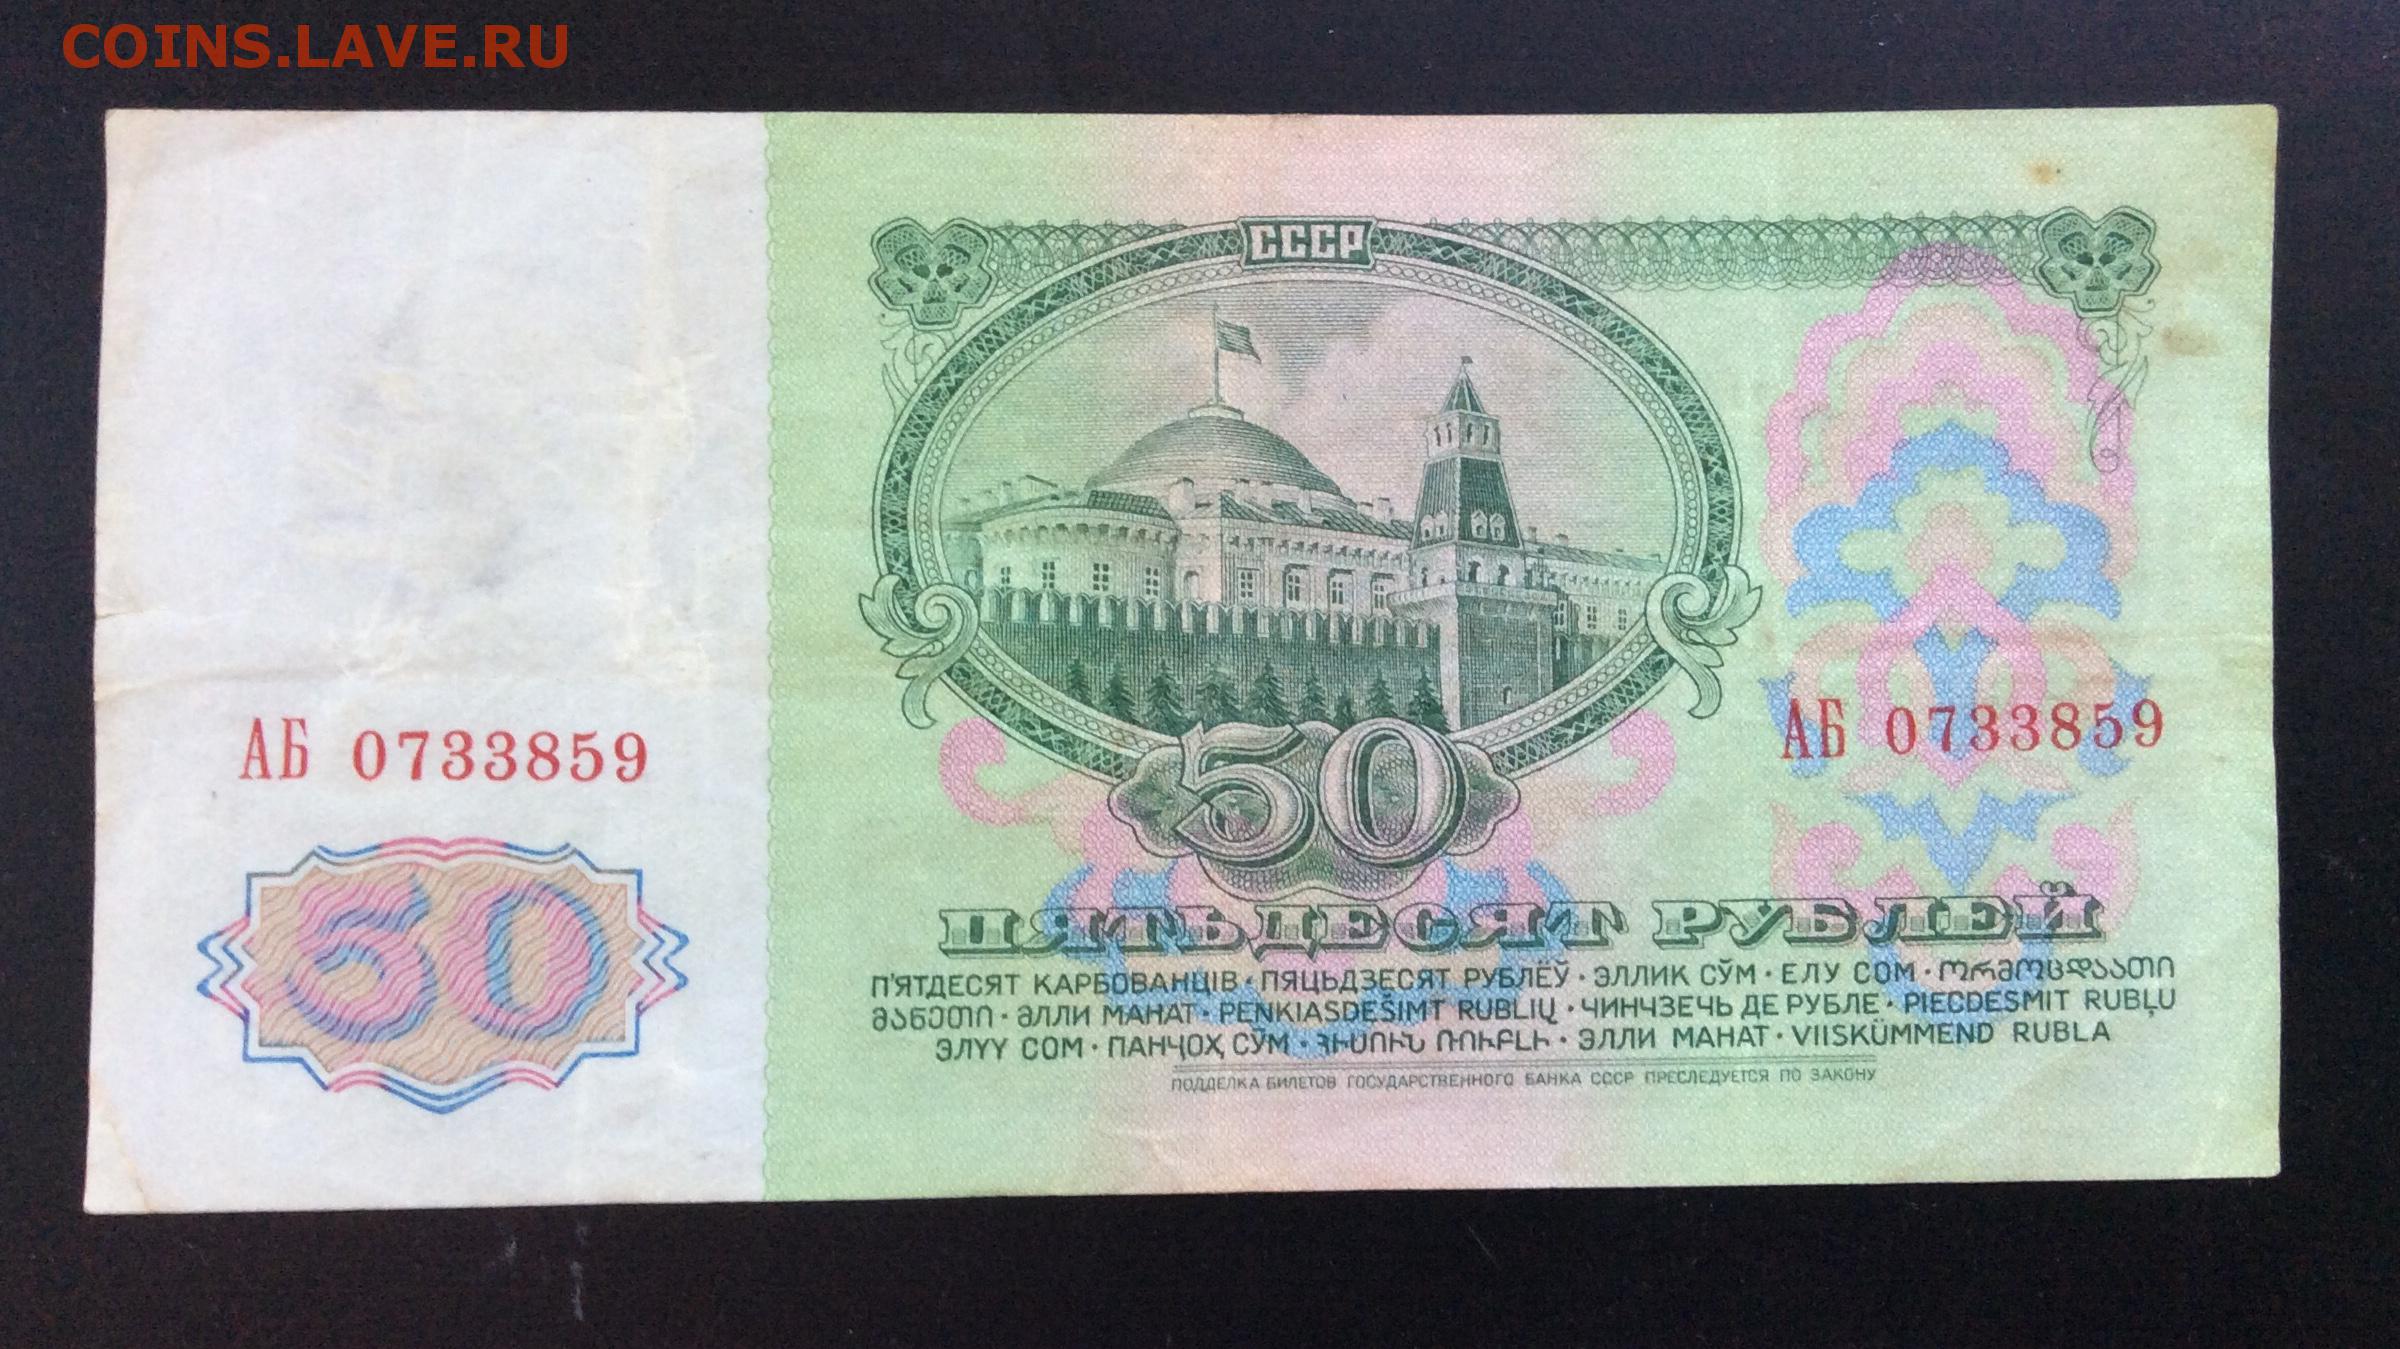 COINS.LAVE.RU
СССР
АБ 0733859
АБ 0733859
50
50
ПЯТЬДЕСЯТ РУБЛЕЙ
П'ЯТДЕСЯТ КАРБОВАНЦІВ · ПЯЦЬДЗЕСЯТ РУБЛЁЎ · ЭЛЛИК СЎМ · ЕЛУ СОМ · ᲝᲠᲛᲝᲪᲓᲐᲐᲗᲘ
ᲛᲐᲜᲔᲗᲘ · ӘЛЛИ МАНАТ · PENKIASDEŠIMT RUBLIŲ · ЧИНЧЗЕЧЬ ДЕ РУБЛЕ · PIECDESMIT RUBĻU
ЭЛҮҮ СОМ · ПАНҶОҲ СЎМ · ՀԻՍՈՒՆ ՌՈՒԲԼԻ · ЭЛЛИ МАНАТ · VIISKÜMMEND RUBLA
ПОДДЕЛКА БИЛЕТОВ ГОСУДАРСТВЕННОГО БАНКА СССР ПРЕСЛЕДУЕТСЯ ПО ЗАКОНУ